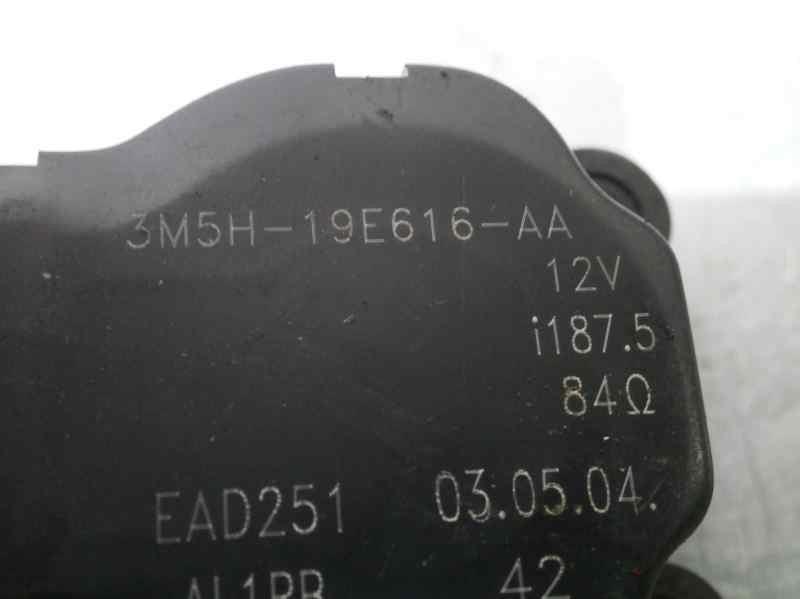 3M5H-19E616-AA
12V
i187.5
84Ω
EAD251 03.05.04.
42